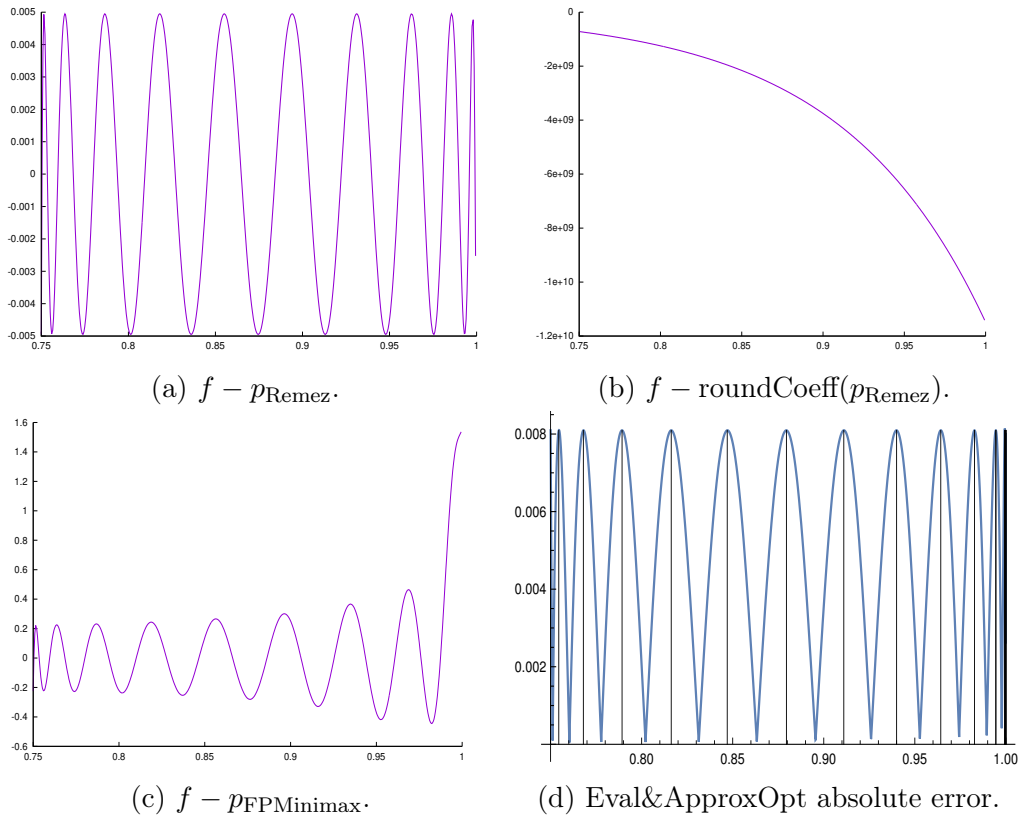 0.005
0.004
0.003
0.002
0.001
0
-0.001
-0.002
-0.003
-0.004
-0.005
0.75 0.8 0.85 0.9 0.95 1
(a) f − pRemez.
0
-2e+09
-4e+09
-6e+09
-8e+09
-1e+10
-1.2e+10
0.75 0.8 0.85 0.9 0.95 1
(b) f − roundCoeff(pRemez).
1.6
1.4
1.2
1
0.8
0.6
0.4
0.2
0
-0.2
-0.4
-0.6
0.75 0.8 0.85 0.9 0.95 1
(c) f − pFPMinimax.
0.008
0.006
0.004
0.002
0.80 0.85 0.90 0.95 1.00
(d) Eval&ApproxOpt absolute error.